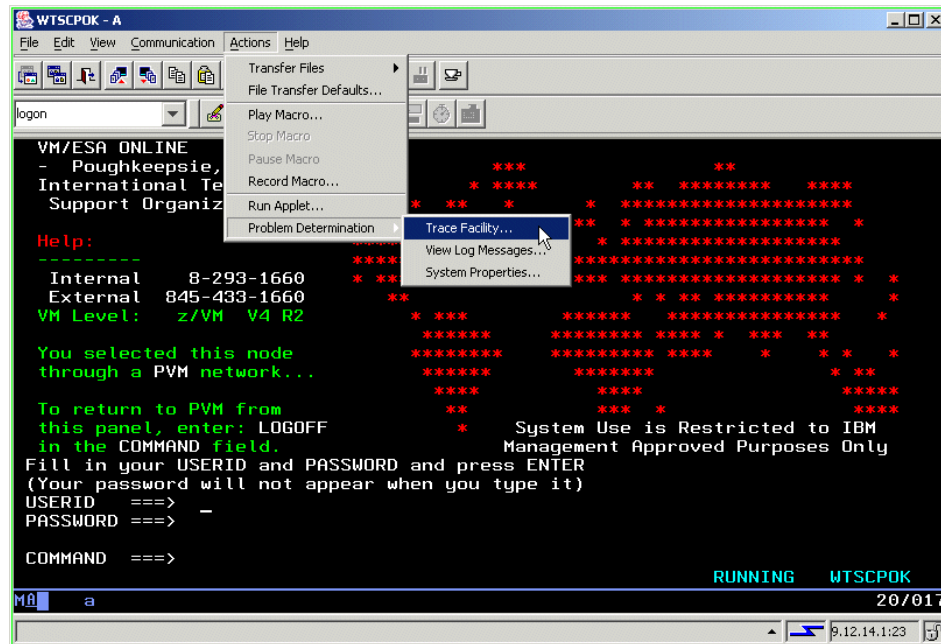 WTSCPOK - A
File Edit View Communication Actions Help
Transfer Files
File Transfer Defaults...
logon
Play Macro...
Stop Macro
Pause Macro
Record Macro...
Run Applet...
Problem Determination
Trace Facility...
View Log Messages...
System Properties...
VM/ESA ONLINE
- Poughkeepsie,
International Te
Support Organiz
Help:
---------
Internal 8-293-1660
External 845-433-1660
VM Level: z/VM V4 R2
You selected this node
through a PVM network...
To return to PVM from
this panel, enter: LOGOFF
in the COMMAND field.
System Use is Restricted to IBM
Management Approved Purposes Only
Fill in your USERID and PASSWORD and press ENTER
(Your password will not appear when you type it)
USERID ===> _
PASSWORD ===>
COMMAND ===>
RUNNING WTSCPOK
MA a 20/017
9.12.14.1:23